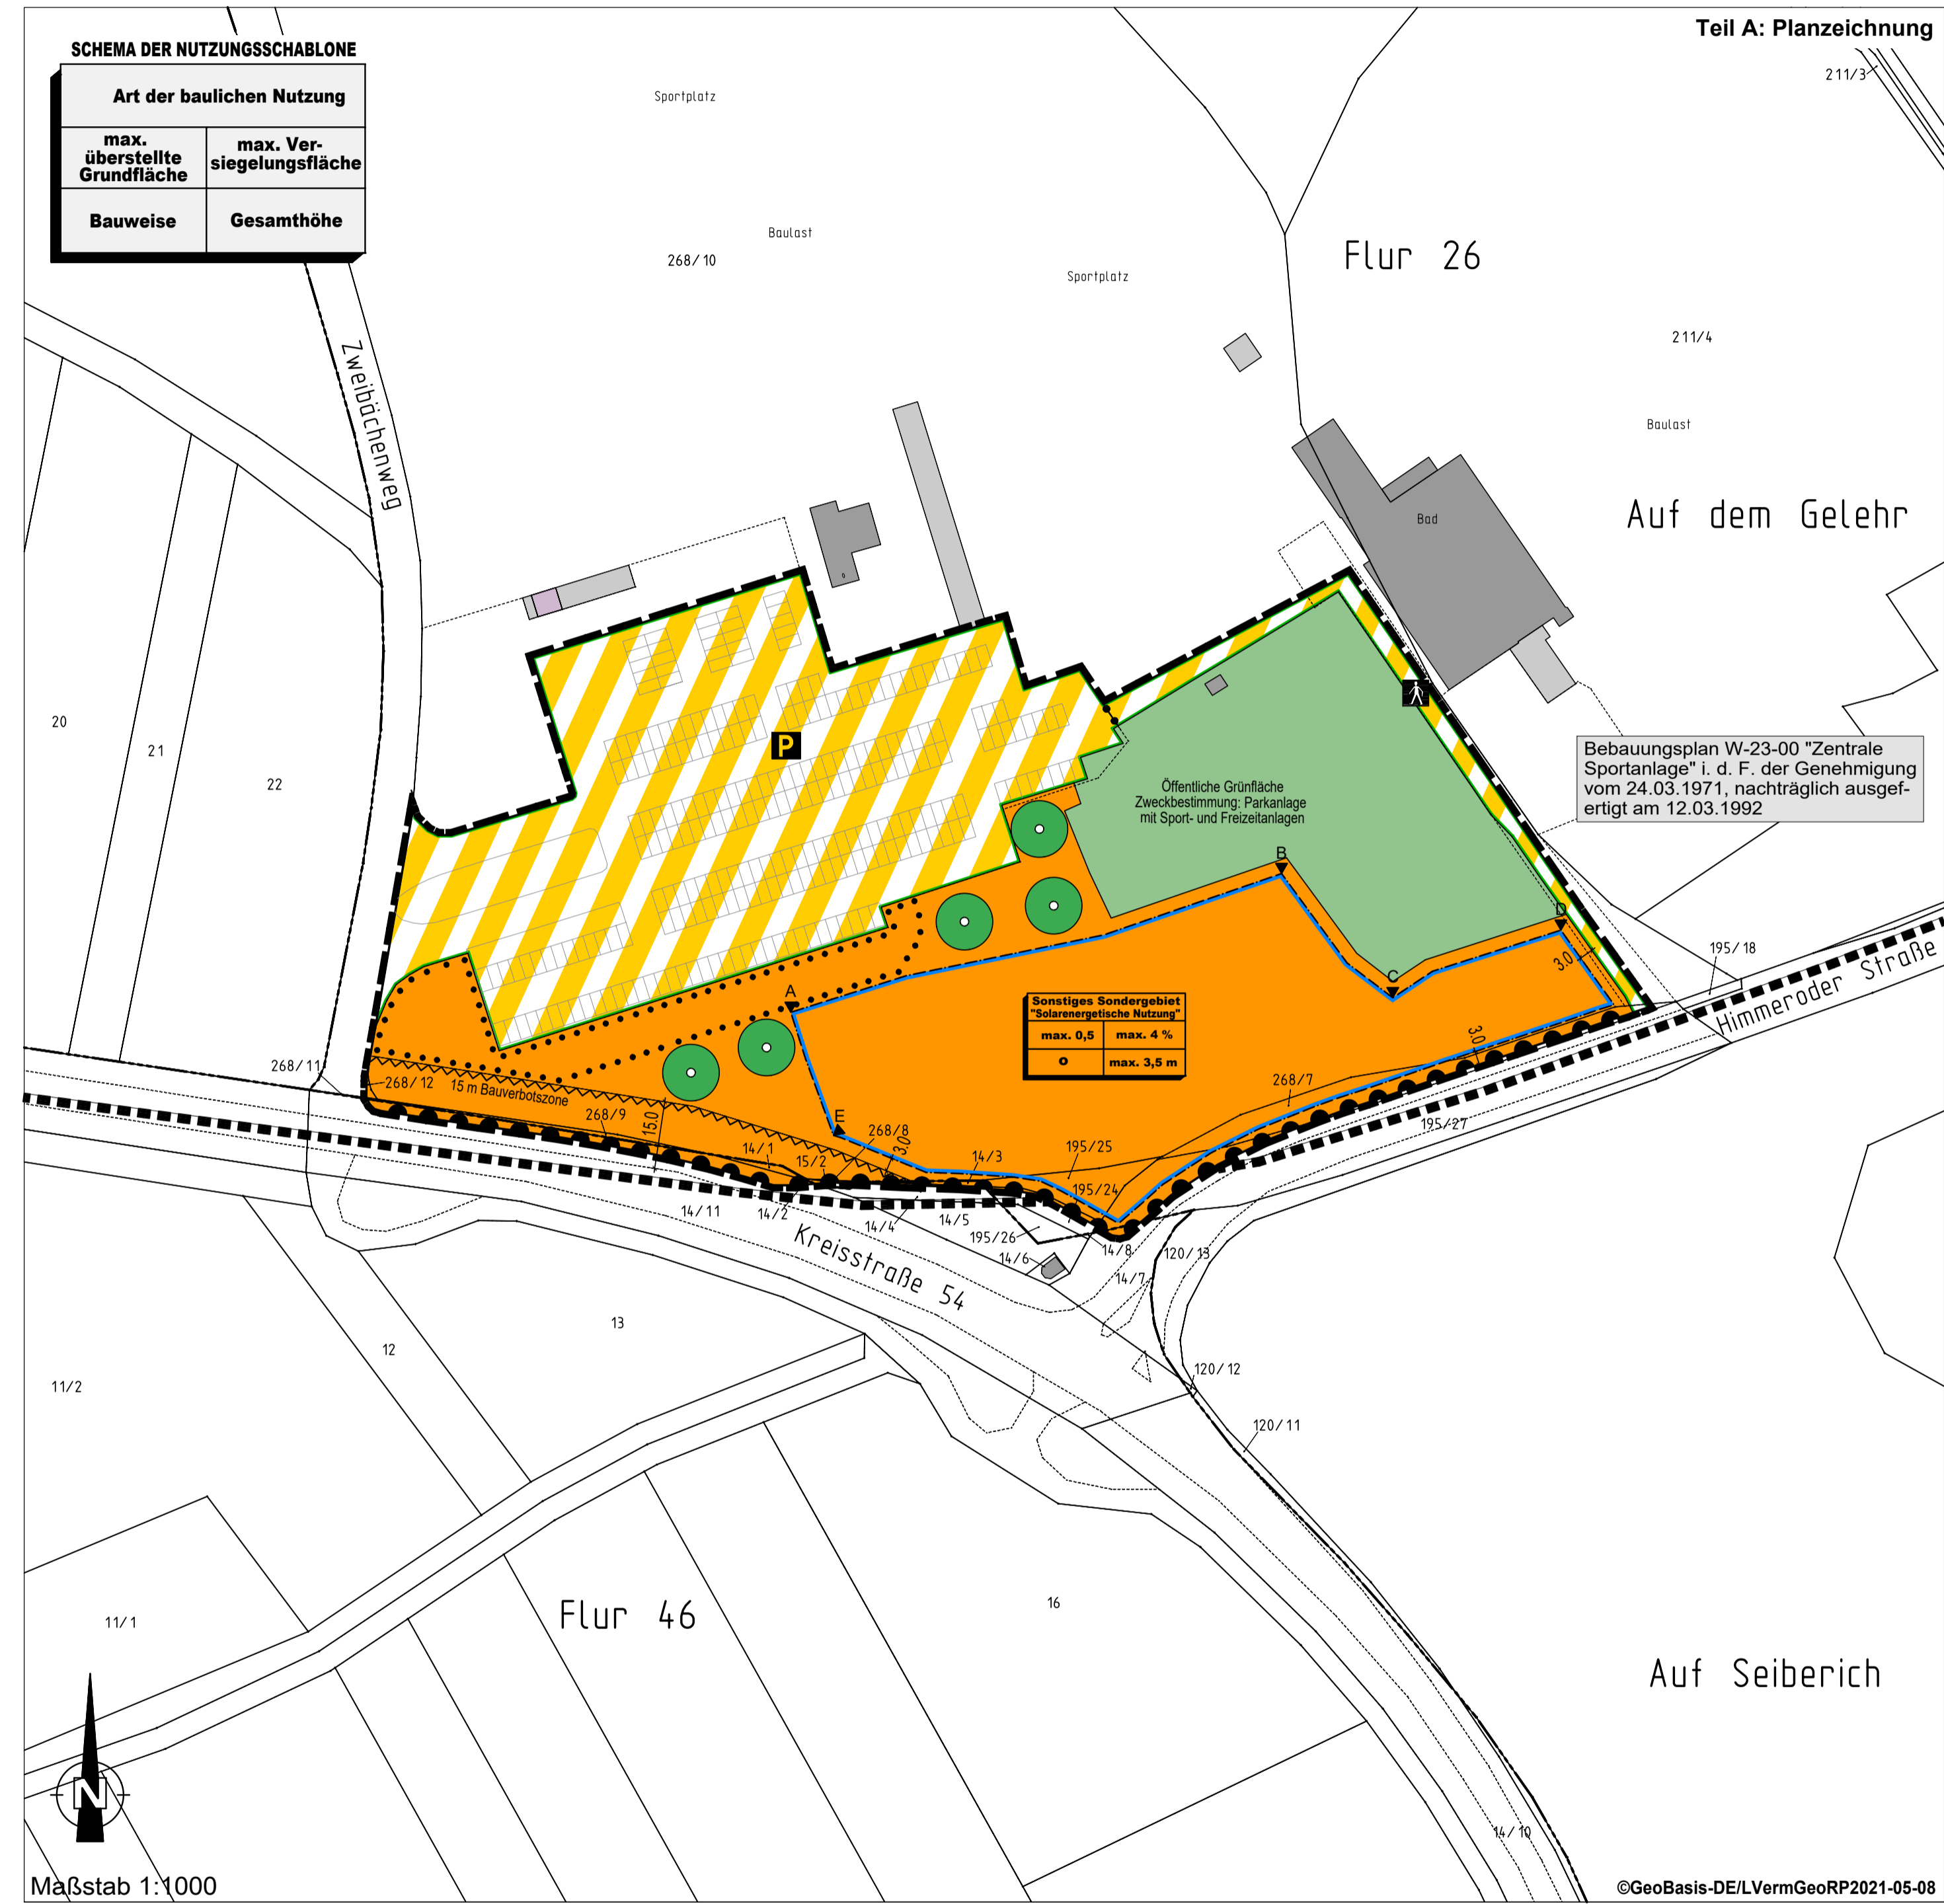 Teil A: Planzeichnung
SCHEMA DER NUTZUNGSSCHABLONE
Art der baulichen Nutzung
max.
überstellte
Grundfläche
max. Ver-
siegelungsfläche
Bauweise
Gesamthöhe
211/3
Sportplatz
Baulast
268/10
Sportplatz
Flur 26
211/4
Baulast
Zweibächenweg
Auf dem Gelehr
Bad
20
21
22
P
Bebauungsplan W-23-00 "Zentrale
Sportanlage" i. d. F. der Genehmigung
vom 24.03.1971, nachträglich ausgef-
ertigt am 12.03.1992
Öffentliche Grünfläche
Zweckbestimmung: Parkanlage
mit Sport- und Freizeitanlagen
B
D
C
A
E
3.0
195/18
Himmeroder Straße
Sonstiges Sondergebiet
"Solarenergetische Nutzung"
max. 0,5
max. 4 %
o
max. 3,5 m
3.0
268/11
268/12
15 m Bauverbotszone
268/9
15.0
268/7
195/27
14/1
15/2
268/8
3.0
14/3
195/25
195/24
14/11
14/2
14/4
14/5
195/26
14/6
14/8
14/7
120/13
Kreisstraße 54
13
12
11/2
120/12
120/11
11/1
Flur 46
16
Auf Seiberich
14/10
N
Maßstab 1:1000
©GeoBasis-DE/LVermGeoRP2021-05-08